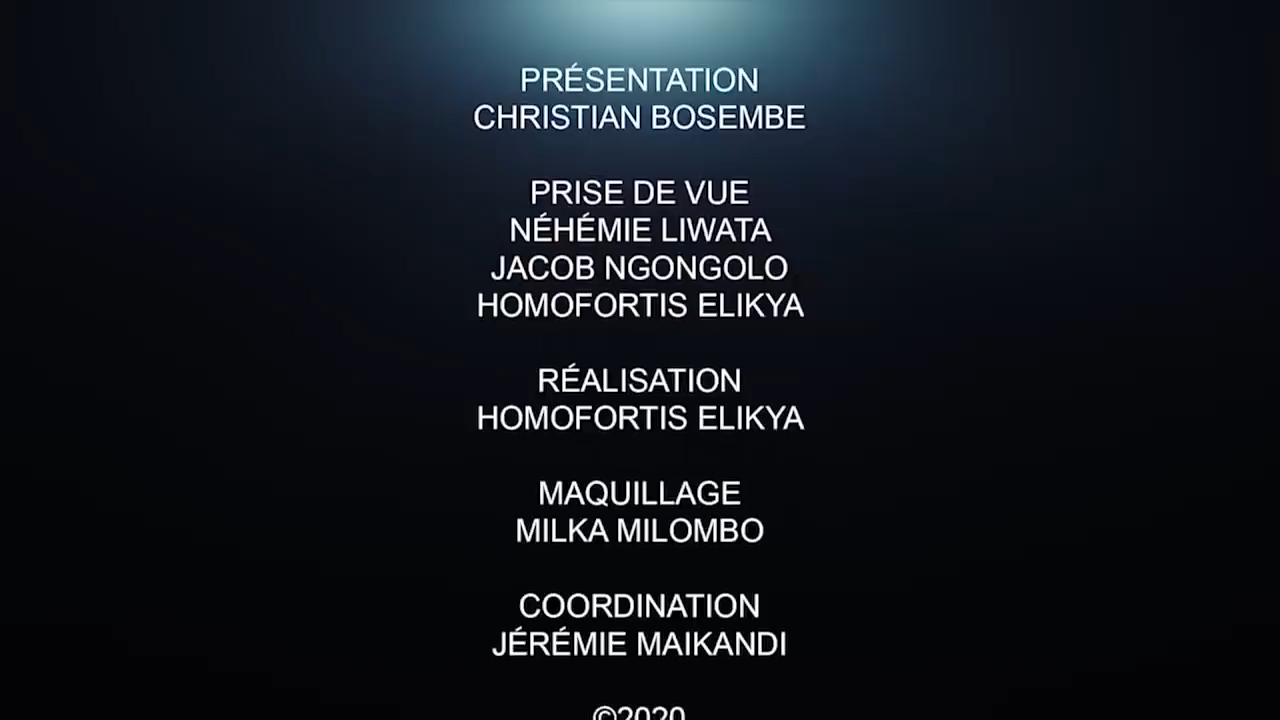 PRÉSENTATION
CHRISTIAN BOSEMBE
PRISE DE VUE
NÉHÉMIE LIWATA
JACOB NGONGOLO
HOMOFORTIS ELIKYA
RÉALISATION
HOMOFORTIS ELIKYA
MAQUILLAGE
MILKA MILOMBO
COORDINATION
JÉRÉMIE MAIKANDI
©2020